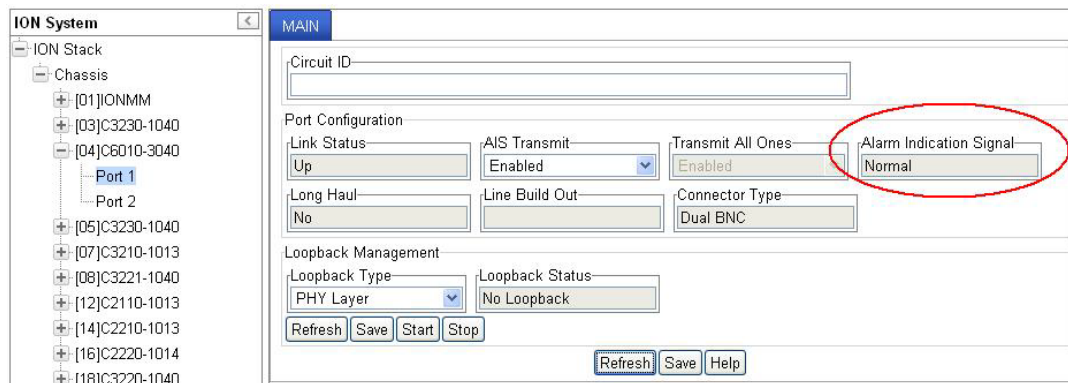 ION System
ION Stack
Chassis
[01]IONMM
[03]C3230-1040
[04]C6010-3040
Port 1
Port 2
[05]C3230-1040
[07]C3210-1013
[08]C3221-1040
[12]C2110-1013
[14]C2210-1013
[16]C2220-1014
[18]C3220-1040
MAIN
Circuit ID
Port Configuration
Link Status AIS Transmit Transmit All Ones Alarm Indication Signal
Up Enabled Enabled Normal
Long Haul Line Build Out Connector Type
No Dual BNC
Loopback Management
Loopback Type Loopback Status
PHY Layer No Loopback
Refresh Save Start Stop
Refresh Save Help